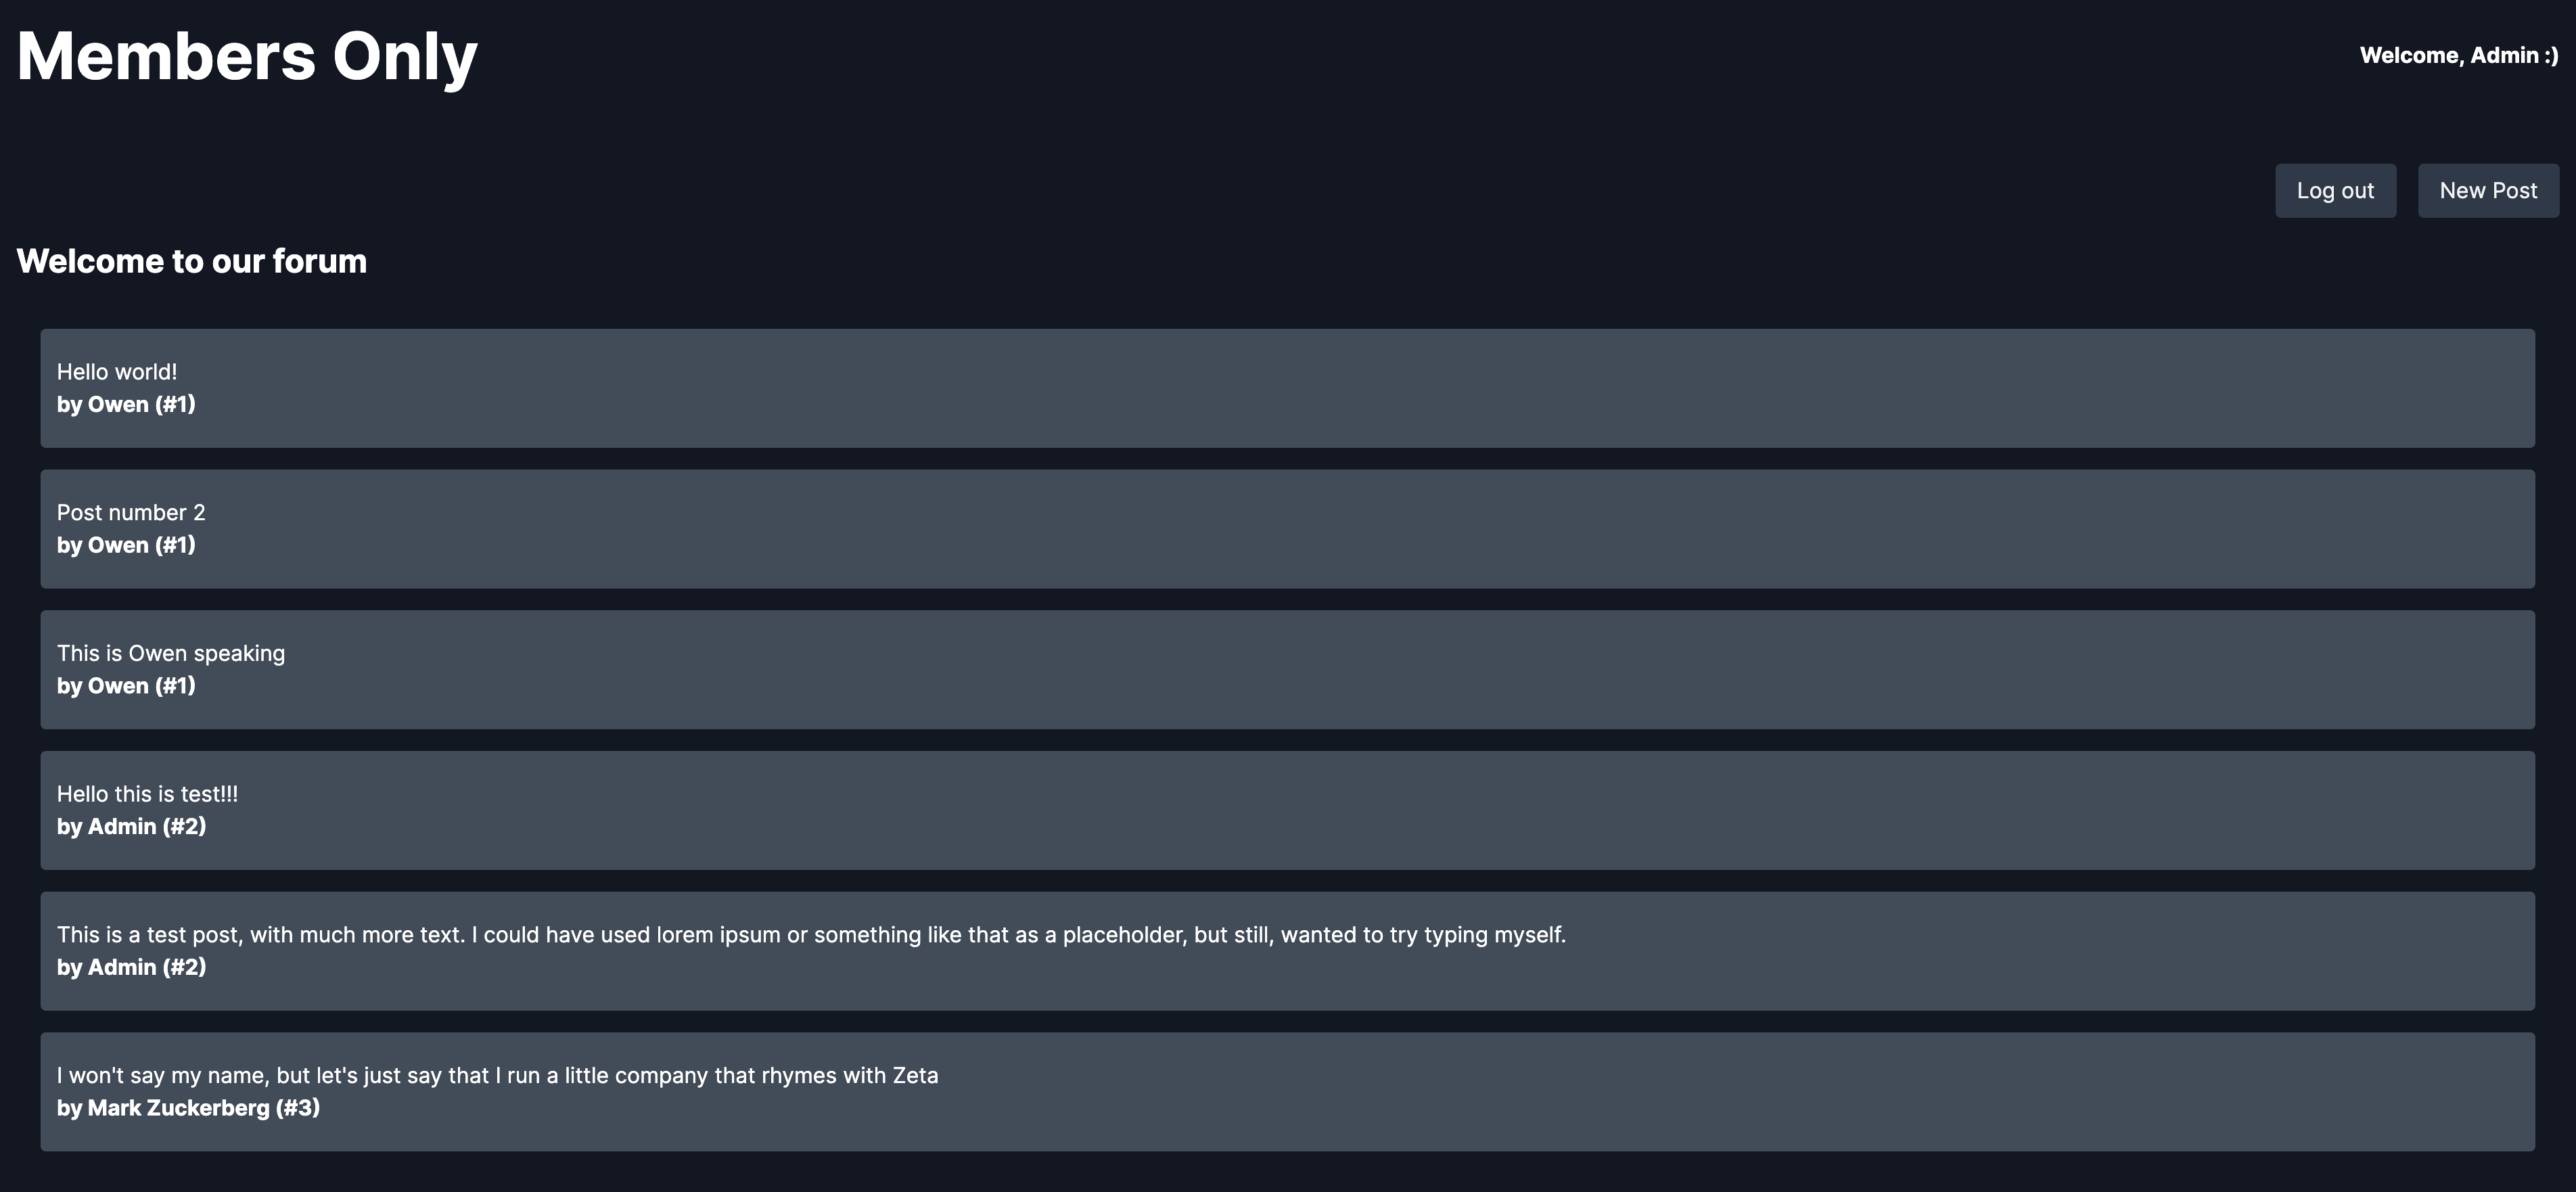 Members Only
Welcome, Admin :)
Log out
New Post
Welcome to our forum
Hello world!
by Owen (#1)
Post number 2
by Owen (#1)
This is Owen speaking
by Owen (#1)
Hello this is test!!!
by Admin (#2)
This is a test post, with much more text. I could have used lorem ipsum or something like that as a placeholder, but still, wanted to try typing myself.
by Admin (#2)
I won't say my name, but let's just say that I run a little company that rhymes with Zeta
by Mark Zuckerberg (#3)